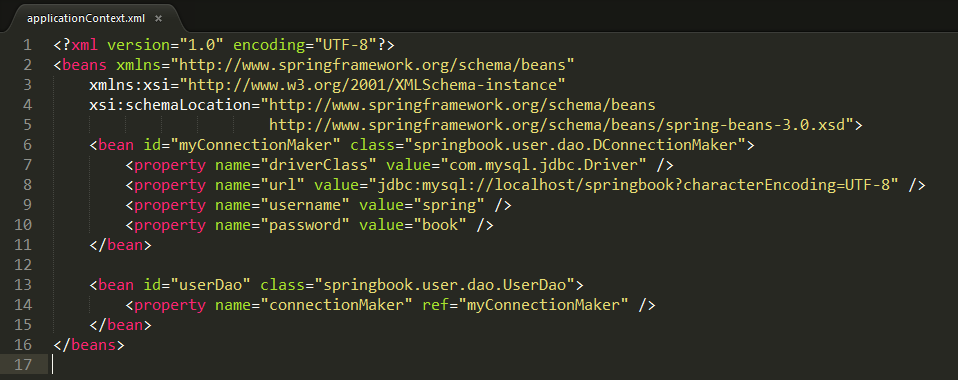 applicationContext.xml ×
1 <?xml version="1.0" encoding="UTF-8"?>
2 <beans xmlns="http://www.springframework.org/schema/beans"
3     xmlns:xsi="http://www.w3.org/2001/XMLSchema-instance"
4     xsi:schemaLocation="http://www.springframework.org/schema/beans
5                         http://www.springframework.org/schema/beans/spring-beans-3.0.xsd">
6     <bean id="myConnectionMaker" class="springbook.user.dao.DConnectionMaker">
7         <property name="driverClass" value="com.mysql.jdbc.Driver" />
8         <property name="url" value="jdbc:mysql://localhost/springbook?characterEncoding=UTF-8" />
9         <property name="username" value="spring" />
10         <property name="password" value="book" />
11     </bean>
12
13     <bean id="userDao" class="springbook.user.dao.UserDao">
14         <property name="connectionMaker" ref="myConnectionMaker" />
15     </bean>
16 </beans>
17